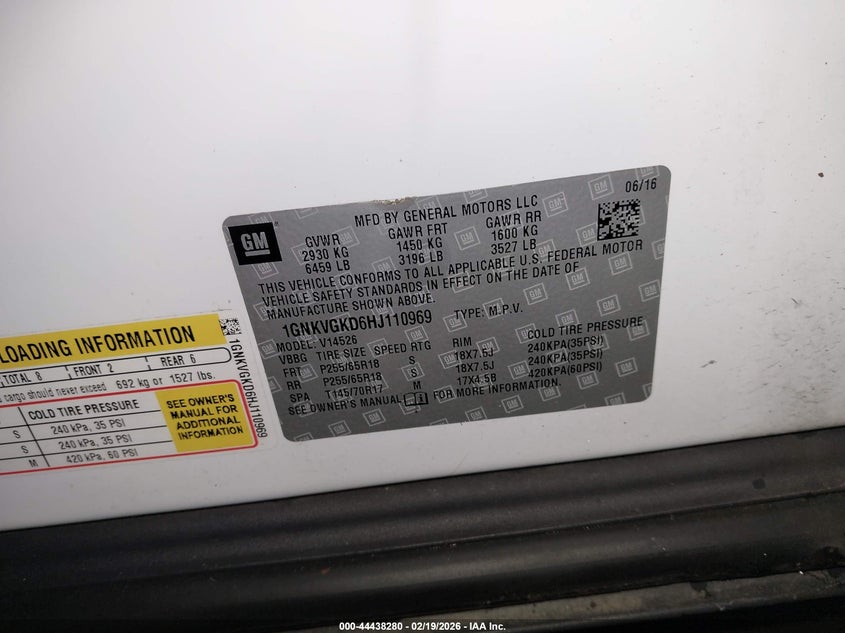 06/16
MFD BY GENERAL MOTORS LLC
GM
GVWR GAWR FRT GAWR RR
2930 KG 1450 KG 1600 KG
6459 LB 3196 LB 3527 LB
THIS VEHICLE CONFORMS TO ALL APPLICABLE U.S. FEDERAL MOTOR
VEHICLE SAFETY STANDARDS IN EFFECT ON THE DATE OF
MANUFACTURE SHOWN ABOVE.
1GNKVGKD6HJ110969 TYPE: M.P.V.
MODEL: V14526
VBBG TIRE SIZE SPEED RTG RIM COLD TIRE PRESSURE
FRT P255/65R18 S 18X7.5J 240KPA(35PSI)
RR P255/65R18 S 18X7.5J 240KPA(35PSI)
SPA T145/70R17 M 17X4.5B 420KPA(60PSI)
SEE OWNER'S MANUAL FOR MORE INFORMATION.
LOADING INFORMATION
TOTAL 8 FRONT 2 REAR 6
cargo should never exceed 692 kg or 1527 lbs.
COLD TIRE PRESSURE
S 240 kPa, 35 PSI
S 240 kPa, 35 PSI
M 420 kPa, 60 PSI
SEE OWNER'S
MANUAL FOR
ADDITIONAL
INFORMATION
1GNKVGKD6HJ110969
000-44438280 - 02/19/2026 - IAA Inc.